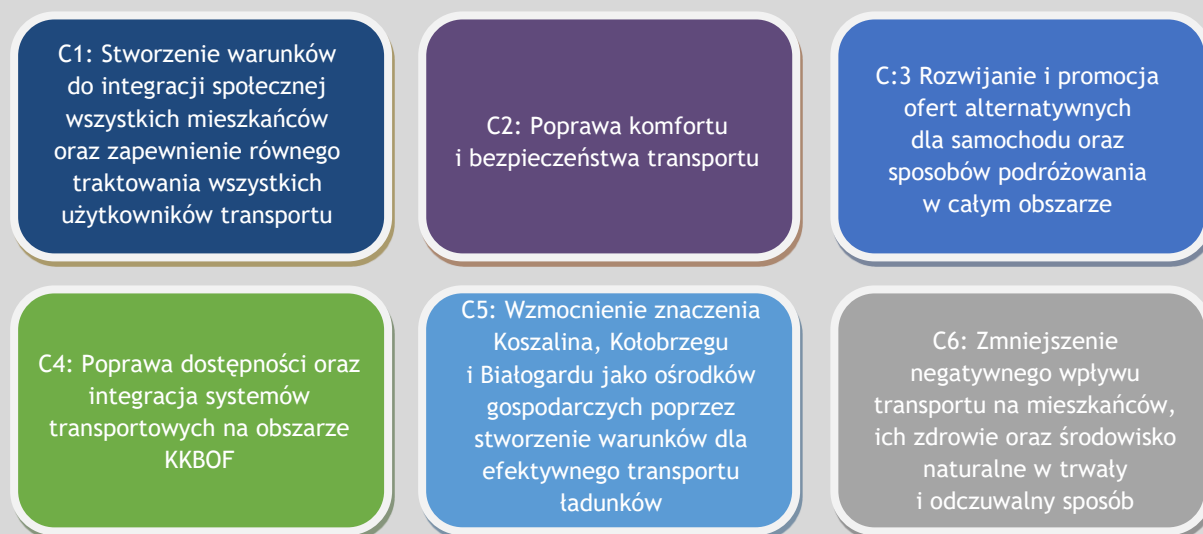 C1: Stworzenie warunków
do integracji społecznej
wszystkich mieszkańców
oraz zapewnienie równego
traktowania wszystkich
użytkowników transportu
C2: Poprawa komfortu
i bezpieczeństwa transportu
C:3 Rozwijanie i promocja
ofert alternatywnych
dla samochodu oraz
sposobów podróżowania
w całym obszarze
C4: Poprawa dostępności oraz
integracja systemów
transportowych na obszarze
KKBOF
C5: Wzmocnienie znaczenia
Koszalina, Kołobrzegu
i Białogardu jako ośrodków
gospodarczych poprzez
stworzenie warunków dla
efektywnego transportu
ładunków
C6: Zmniejszenie
negatywnego wpływu
transportu na mieszkańców,
ich zdrowie oraz środowisko
naturalne w trwały
i odczuwalny sposób